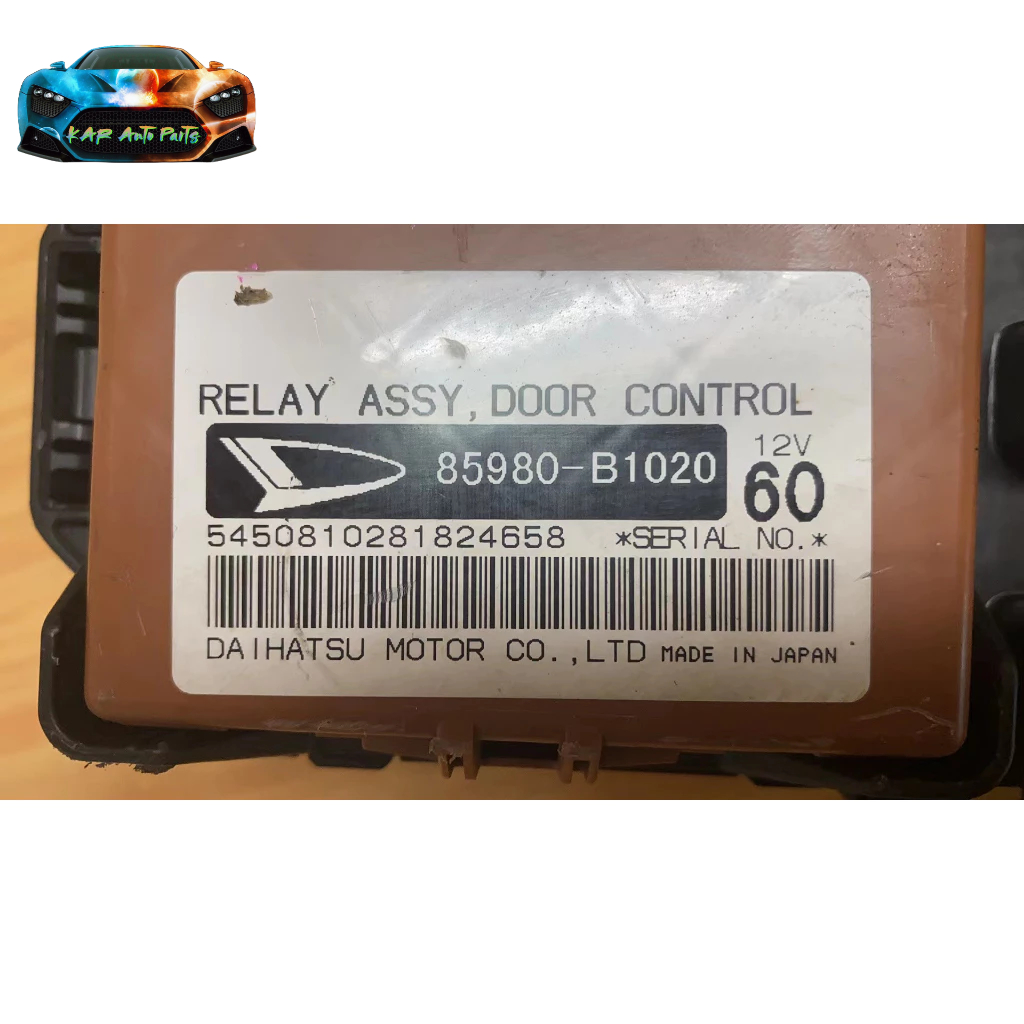 KAR Auto Parts
RELAY ASSY, DOOR CONTROL
85980-B1020
12V
60
5450810281824658 *SERIAL NO.*
DAIHATSU MOTOR CO.,LTD MADE IN JAPAN